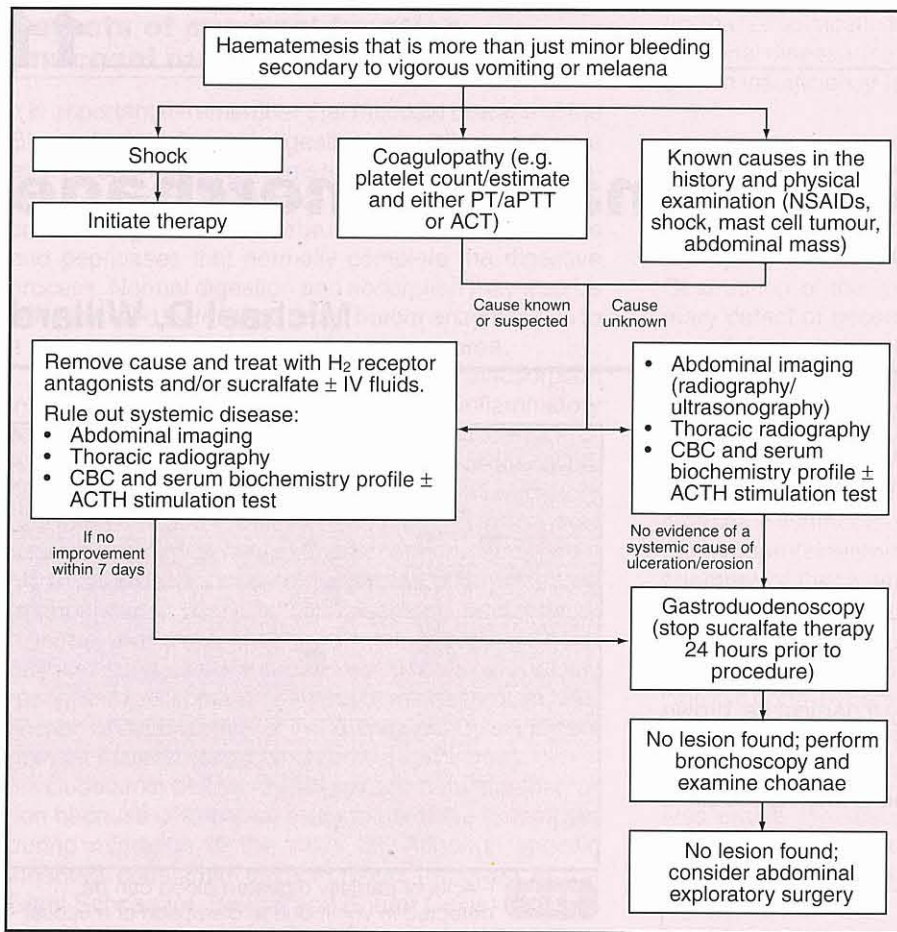 Haematemesis that is more than just minor bleeding
secondary to vigorous vomiting or melaena
Shock
Initiate therapy
Coagulopathy (e.g.
platelet count/estimate
and either PT/aPTT
or ACT)
Known causes in the
history and physical
examination (NSAIDs,
shock, mast cell tumour,
abdominal mass)
Cause known
or suspected
Cause
unknown
Remove cause and treat with H₂ receptor
antagonists and/or sucralfate ± IV fluids.
Rule out systemic disease:
• Abdominal imaging
• Thoracic radiography
• CBC and serum biochemistry profile ±
ACTH stimulation test
• Abdominal imaging
(radiography/
ultrasonography)
• Thoracic radiography
• CBC and serum
biochemistry profile ±
ACTH stimulation test
If no
improvement
within 7 days
No evidence of a
systemic cause of
ulceration/erosion
Gastroduodenoscopy
(stop sucralfate therapy
24 hours prior to
procedure)
No lesion found; perform
bronchoscopy and
examine choanae
No lesion found;
consider abdominal
exploratory surgery